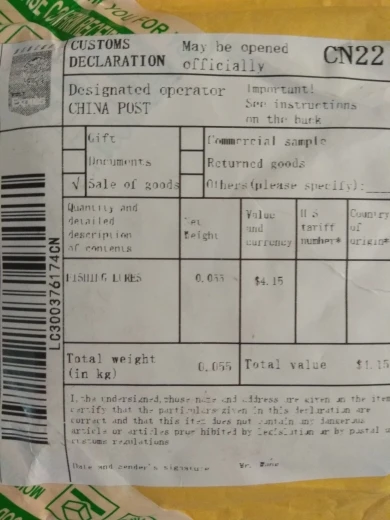 CUSTOMS DECLARATION
May be opened officially
CN22
Designated operator
CHINA POST
Important!
See instructions
on the back
Gift
Commercial sample
Documents
Returned goods
√ Sale of goods
Others(please specify):
Quantity and
detailed
description
of contents
Net
Weight
Value
and
currency
H S
tariff
number*
Country
of
origin*
FISHING LURES
0.055
$4.15
Total weight
(in kg)
0.055
Total value
LC300376174CN
I, the undersigned, whose name and address are given on the item
certify that the particulars given in this declaration are
correct and that this item does not contain any dangerous
article or articles prohibited by legislation or by postal or
customs regulations
Date and sender's signature